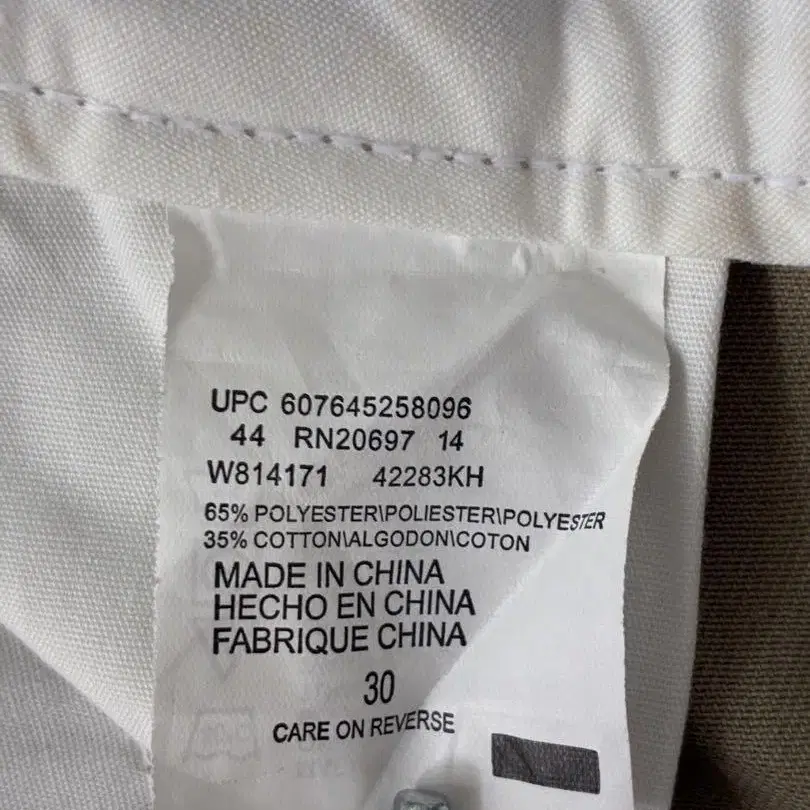 UPC 607645258096
44 RN20697 14
W814171 42283KH
65% POLYESTER\POLIESTER\POLYESTER
35% COTTON\ALGODON\COTON
MADE IN CHINA
HECHO EN CHINA
FABRIQUE CHINA
30
CARE ON REVERSE